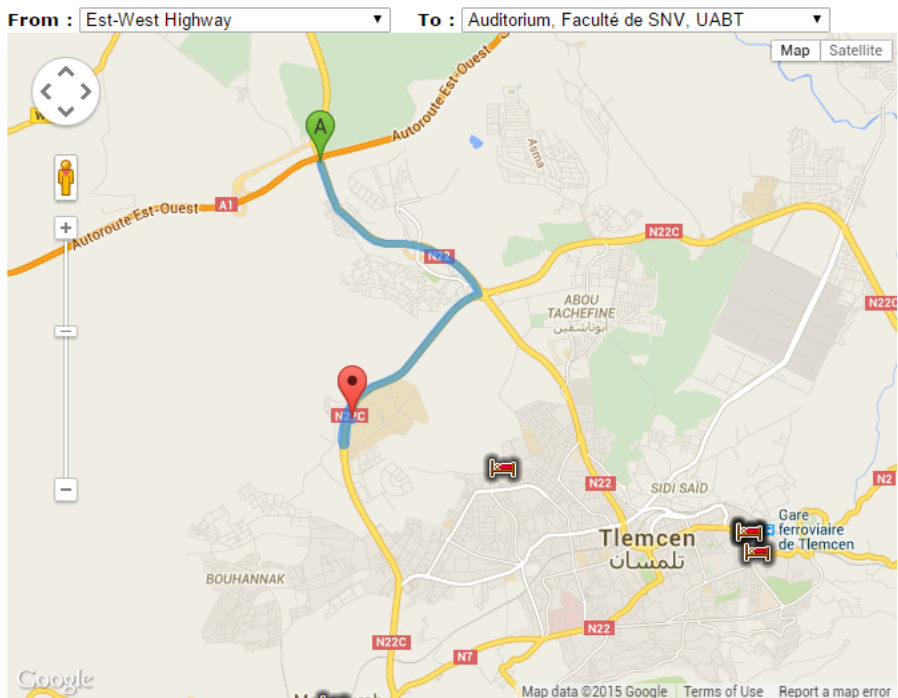 From : Est-West Highway To : Auditorium, Faculté de SNV, UABT
Map Satellite
A
Autoroute Est-Ouest
Asma
A1
Autoroute Est-Ouest
N22C
N22
N22C
ABOU
TACHEFINE
أبوتاشفين
N22C
N22
SIDI SAÏD
N2
Gare
ferroviaire
de Tlemcen
Tlemcen
تلمسان
BOUHANNAK
N22
N22C
N7
Google
Map data ©2015 Google Terms of Use Report a map error